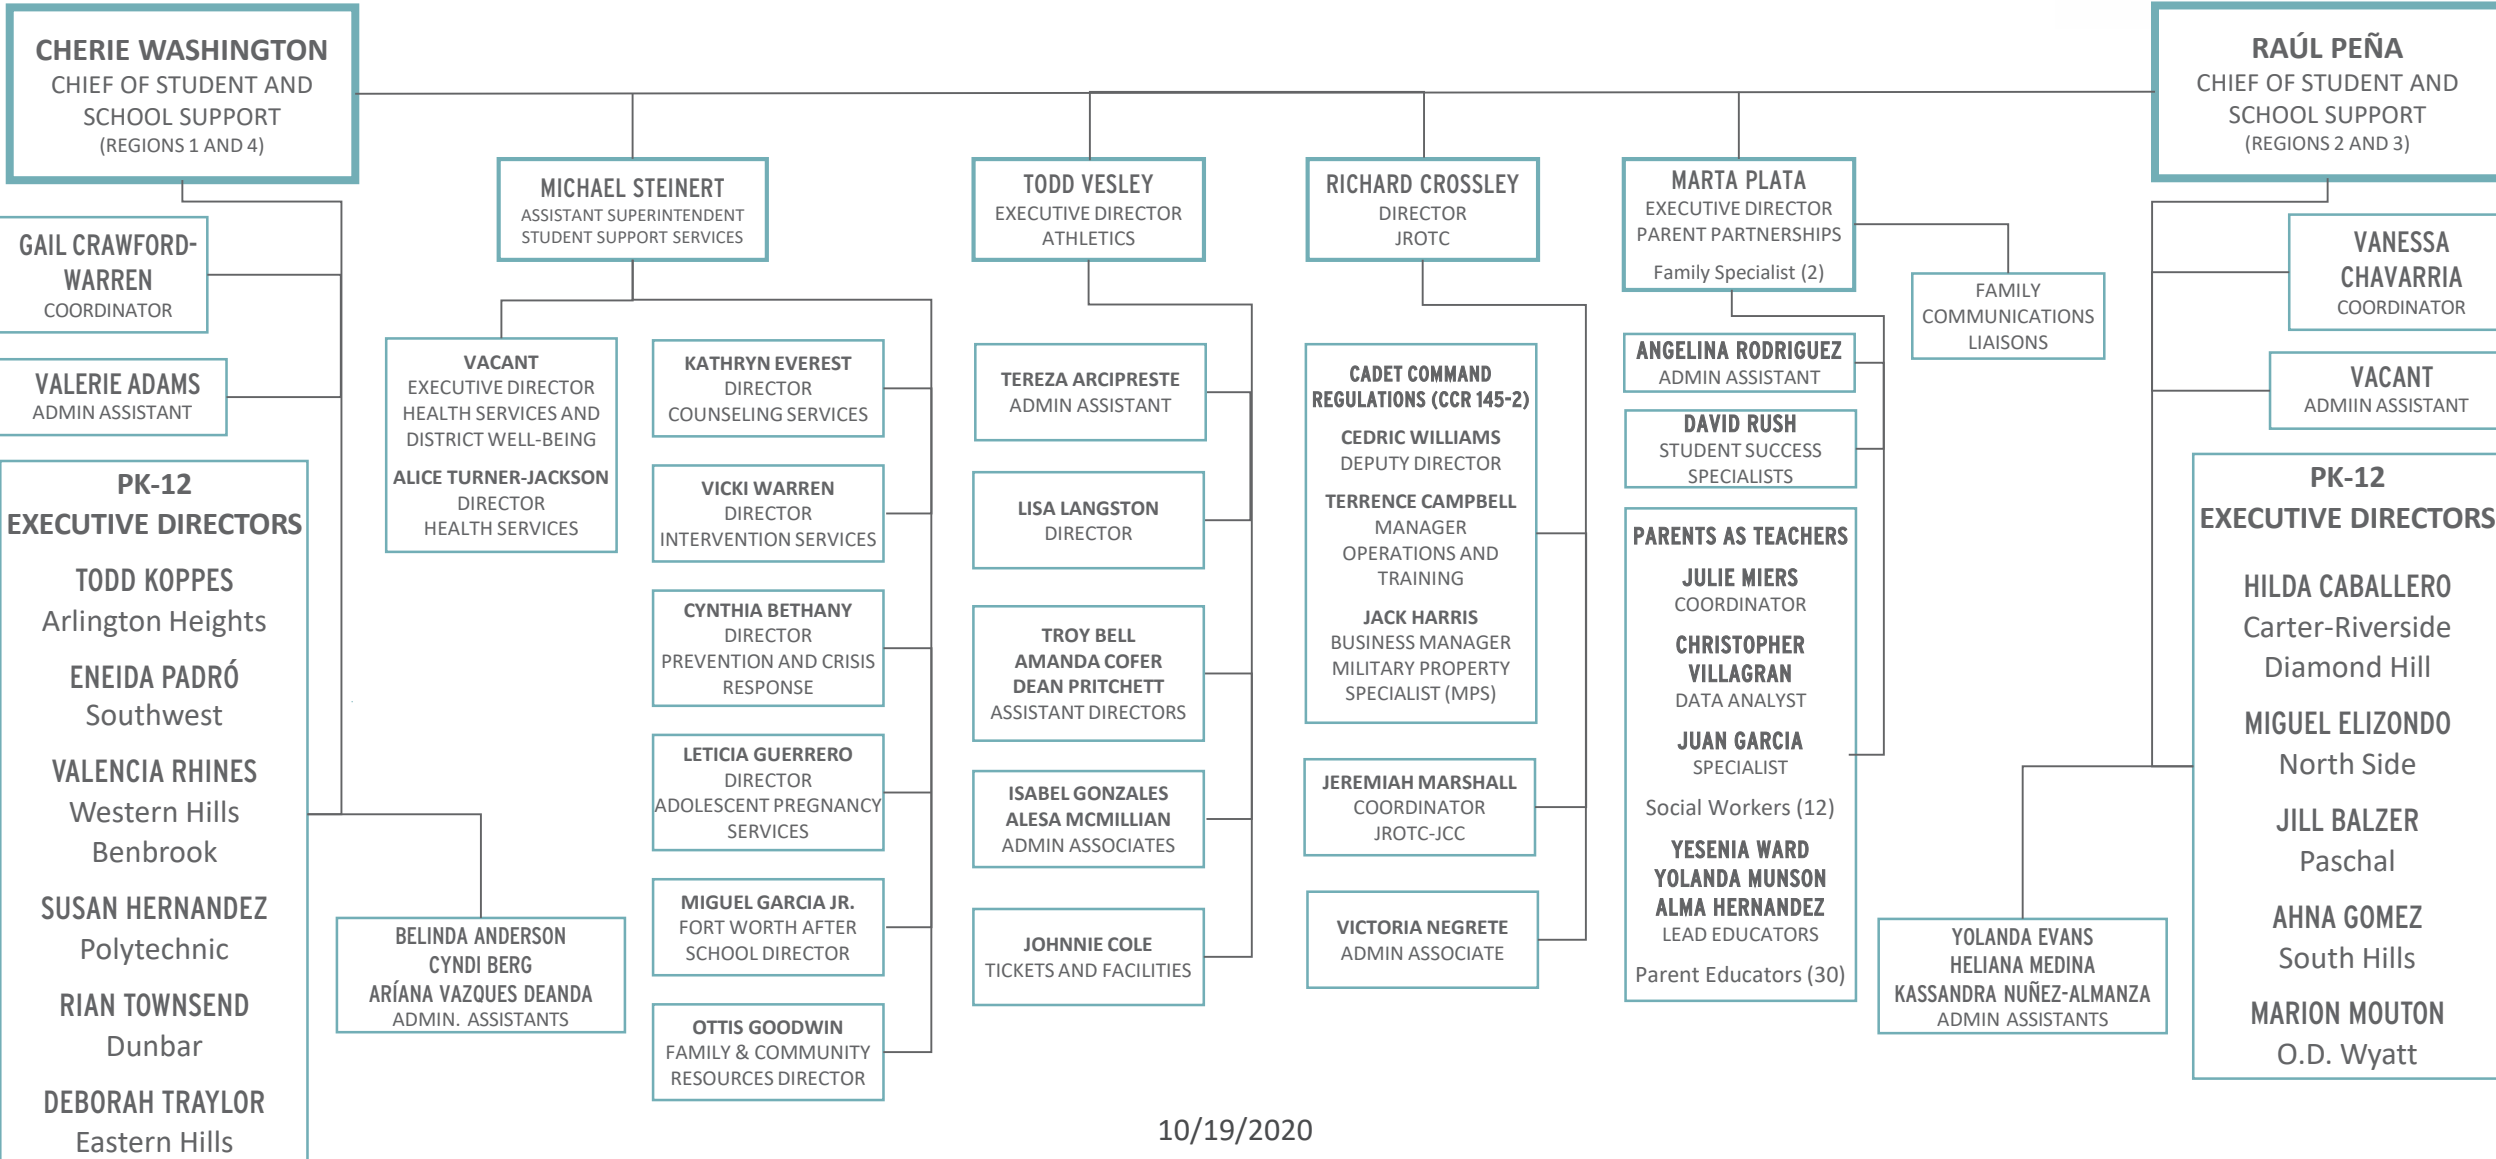 CHERIE WASHINGTON
CHIEF OF STUDENT AND
SCHOOL SUPPORT
(REGIONS 1 AND 4)
RAÚL PEÑA
CHIEF OF STUDENT AND
SCHOOL SUPPORT
(REGIONS 2 AND 3)
GAIL CRAWFORD-
WARREN
COORDINATOR
VALERIE ADAMS
ADMIN ASSISTANT
PK-12
EXECUTIVE DIRECTORS
TODD KOPPES
Arlington Heights
ENEIDA PADRÓ
Southwest
VALENCIA RHINES
Western Hills
Benbrook
SUSAN HERNANDEZ
Polytechnic
RIAN TOWNSEND
Dunbar
DEBORAH TRAYLOR
Eastern Hills
BELINDA ANDERSON
CYNDI BERG
ARÍANA VAZQUES DEANDA
ADMIN. ASSISTANTS
MICHAEL STEINERT
ASSISTANT SUPERINTENDENT
STUDENT SUPPORT SERVICES
VACANT
EXECUTIVE DIRECTOR
HEALTH SERVICES AND
DISTRICT WELL-BEING
ALICE TURNER-JACKSON
DIRECTOR
HEALTH SERVICES
KATHRYN EVEREST
DIRECTOR
COUNSELING SERVICES
VICKI WARREN
DIRECTOR
INTERVENTION SERVICES
CYNTHIA BETHANY
DIRECTOR
PREVENTION AND CRISIS
RESPONSE
LETICIA GUERRERO
DIRECTOR
ADOLESCENT PREGNANCY
SERVICES
MIGUEL GARCIA JR.
FORT WORTH AFTER
SCHOOL DIRECTOR
OTTIS GOODWIN
FAMILY & COMMUNITY
RESOURCES DIRECTOR
TODD VESLEY
EXECUTIVE DIRECTOR
ATHLETICS
TEREZA ARCIPRESTE
ADMIN ASSISTANT
LISA LANGSTON
DIRECTOR
TROY BELL
AMANDA COFER
DEAN PRITCHETT
ASSISTANT DIRECTORS
ISABEL GONZALES
ALESA MCMILLIAN
ADMIN ASSOCIATES
JOHNNIE COLE
TICKETS AND FACILITIES
RICHARD CROSSLEY
DIRECTOR
JROTC
CADET COMMAND
REGULATIONS (CCR 145-2)
CEDRIC WILLIAMS
DEPUTY DIRECTOR
TERRENCE CAMPBELL
MANAGER
OPERATIONS AND
TRAINING
JACK HARRIS
BUSINESS MANAGER
MILITARY PROPERTY
SPECIALIST (MPS)
JEREMIAH MARSHALL
COORDINATOR
JROTC-JCC
VICTORIA NEGRETE
ADMIN ASSOCIATE
MARTA PLATA
EXECUTIVE DIRECTOR
PARENT PARTNERSHIPS
Family Specialist (2)
FAMILY
COMMUNICATIONS
LIAISONS
ANGELINA RODRIGUEZ
ADMIN ASSISTANT
DAVID RUSH
STUDENT SUCCESS
SPECIALISTS
PARENTS AS TEACHERS
JULIE MIERS
COORDINATOR
CHRISTOPHER
VILLAGRAN
DATA ANALYST
JUAN GARCIA
SPECIALIST
Social Workers (12)
YESENIA WARD
YOLANDA MUNSON
ALMA HERNANDEZ
LEAD EDUCATORS
Parent Educators (30)
VANESSA
CHAVARRIA
COORDINATOR
VACANT
ADMIIN ASSISTANT
PK-12
EXECUTIVE DIRECTORS
HILDA CABALLERO
Carter-Riverside
Diamond Hill
MIGUEL ELIZONDO
North Side
JILL BALZER
Paschal
AHNA GOMEZ
South Hills
MARION MOUTON
O.D. Wyatt
YOLANDA EVANS
HELIANA MEDINA
KASSANDRA NUÑEZ-ALMANZA
ADMIN ASSISTANTS
10/19/2020